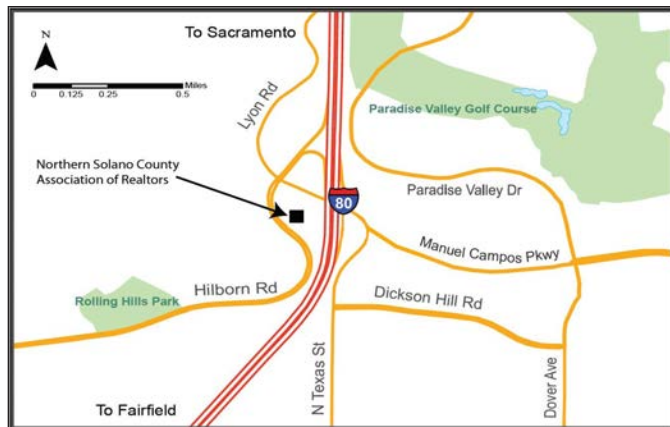 To Sacramento
N
Miles
0 0.125 0.25 0.5
Lyon Rd
Paradise Valley Golf Course
Northern Solano County
Association of Realtors
Paradise Valley Dr
80
Manuel Campos Pkwy
Rolling Hills Park
Hilborn Rd
Dickson Hill Rd
N Texas St
Dover Ave
To Fairfield